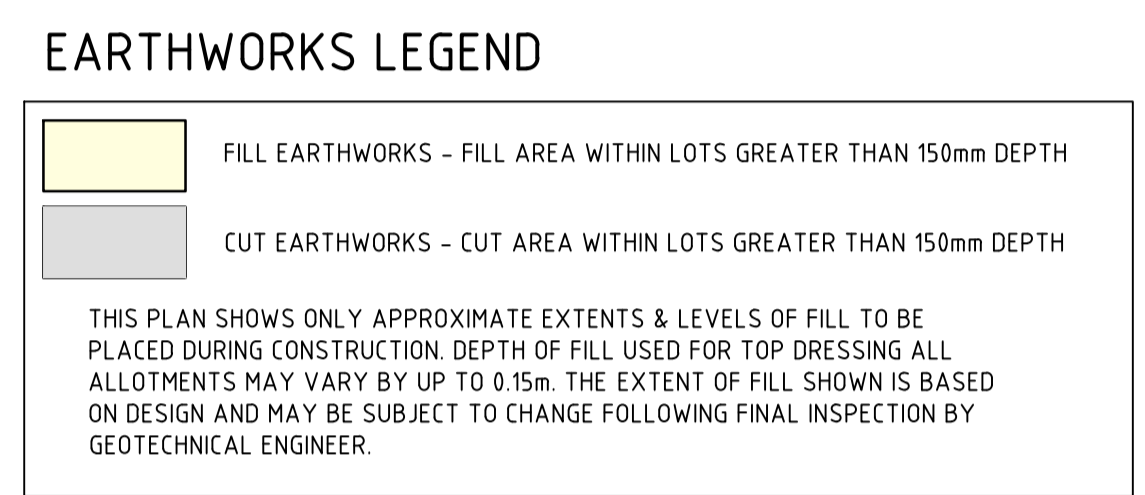 EARTHWORKS LEGEND
FILL EARTHWORKS - FILL AREA WITHIN LOTS GREATER THAN 150mm DEPTH
CUT EARTHWORKS - CUT AREA WITHIN LOTS GREATER THAN 150mm DEPTH
THIS PLAN SHOWS ONLY APPROXIMATE EXTENTS & LEVELS OF FILL TO BE
PLACED DURING CONSTRUCTION. DEPTH OF FILL USED FOR TOP DRESSING ALL
ALLOTMENTS MAY VARY BY UP TO 0.15m. THE EXTENT OF FILL SHOWN IS BASED
ON DESIGN AND MAY BE SUBJECT TO CHANGE FOLLOWING FINAL INSPECTION BY
GEOTECHNICAL ENGINEER.